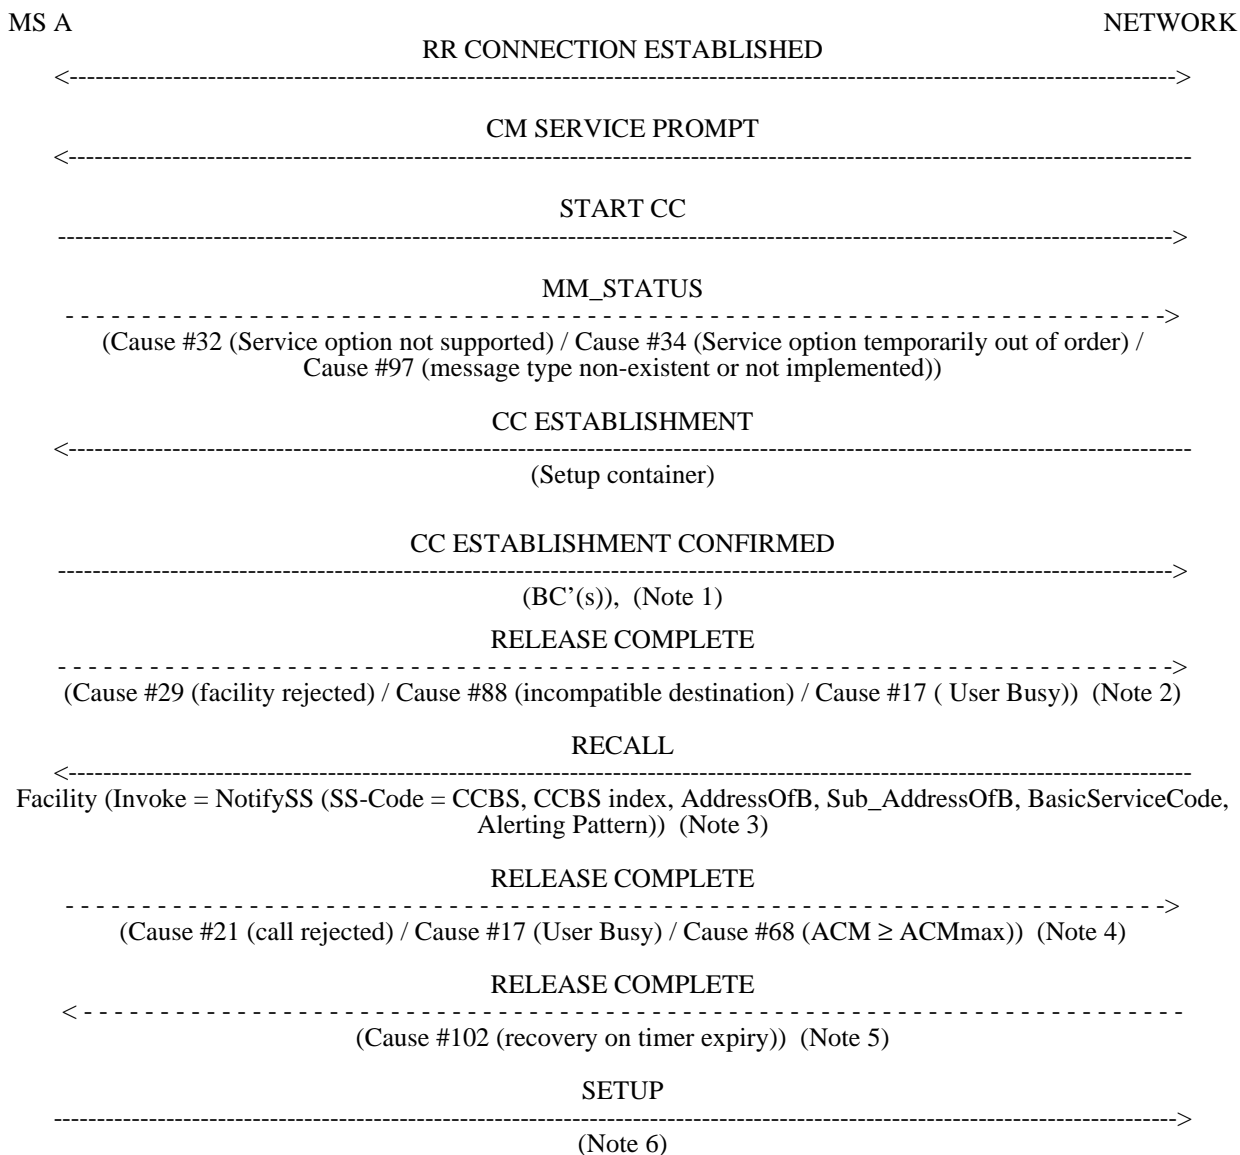 MS A NETWORK
RR CONNECTION ESTABLISHED
<------------------------------------------------------------------------------------------------------------------------------->
CM SERVICE PROMPT
<---------------------------------------------------------------------------------------------------------------------------------
START CC
--------------------------------------------------------------------------------------------------------------------------------->
MM_STATUS
- - - - - - - - - - - - - - - - - - - - - - - - - - - - - - - - - - - - - - - - - - - - - - - - - - - - - - - - - - - - - - - - - - - - - - - - ->
(Cause #32 (Service option not supported) / Cause #34 (Service option temporarily out of order) /
Cause #97 (message type non-existent or not implemented))
CC ESTABLISHMENT
<---------------------------------------------------------------------------------------------------------------------------------
(Setup container)
CC ESTABLISHMENT CONFIRMED
--------------------------------------------------------------------------------------------------------------------------------->
(BC’(s)), (Note 1)
RELEASE COMPLETE
- - - - - - - - - - - - - - - - - - - - - - - - - - - - - - - - - - - - - - - - - - - - - - - - - - - - - - - - - - - - - - - - - - - - - - - - ->
(Cause #29 (facility rejected) / Cause #88 (incompatible destination) / Cause #17 ( User Busy)) (Note 2)
RECALL
<---------------------------------------------------------------------------------------------------------------------------------
Facility (Invoke = NotifySS (SS-Code = CCBS, CCBS index, AddressOfB, Sub_AddressOfB, BasicServiceCode,
Alerting Pattern)) (Note 3)
RELEASE COMPLETE
- - - - - - - - - - - - - - - - - - - - - - - - - - - - - - - - - - - - - - - - - - - - - - - - - - - - - - - - - - - - - - - - - - - - - - - - ->
(Cause #21 (call rejected) / Cause #17 (User Busy) / Cause #68 (ACM ≥ ACMmax)) (Note 4)
RELEASE COMPLETE
< - - - - - - - - - - - - - - - - - - - - - - - - - - - - - - - - - - - - - - - - - - - - - - - - - - - - - - - - - - - - - - - - - - - - - - - -
(Cause #102 (recovery on timer expiry)) (Note 5)
SETUP
--------------------------------------------------------------------------------------------------------------------------------->
(Note 6)